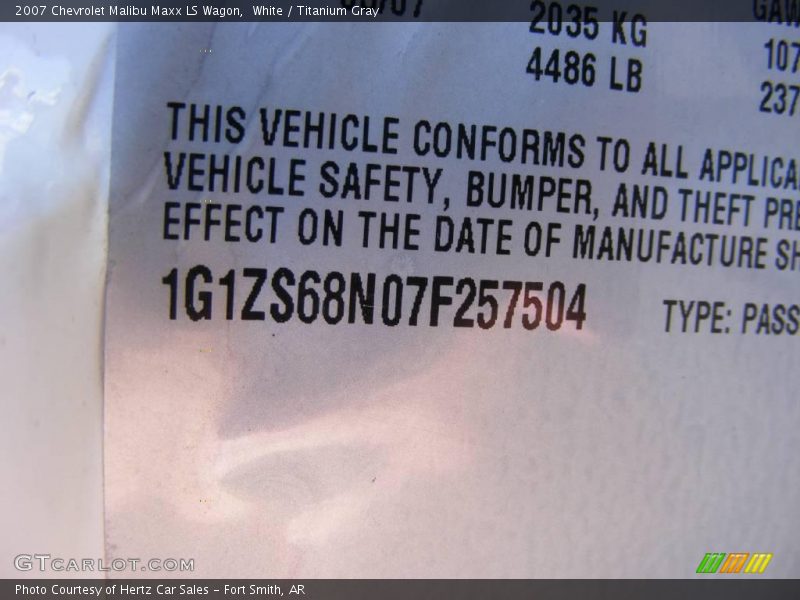 2007 Chevrolet Malibu Maxx LS Wagon, White / Titanium Gray
2035 KG
4486 LB
107
237
THIS VEHICLE CONFORMS TO ALL APPLICA
VEHICLE SAFETY, BUMPER, AND THEFT PRE
EFFECT ON THE DATE OF MANUFACTURE SH
1G1ZS68N07F257504 TYPE: PASS
GTCARLOT.COM
Photo Courtesy of Hertz Car Sales - Fort Smith, AR